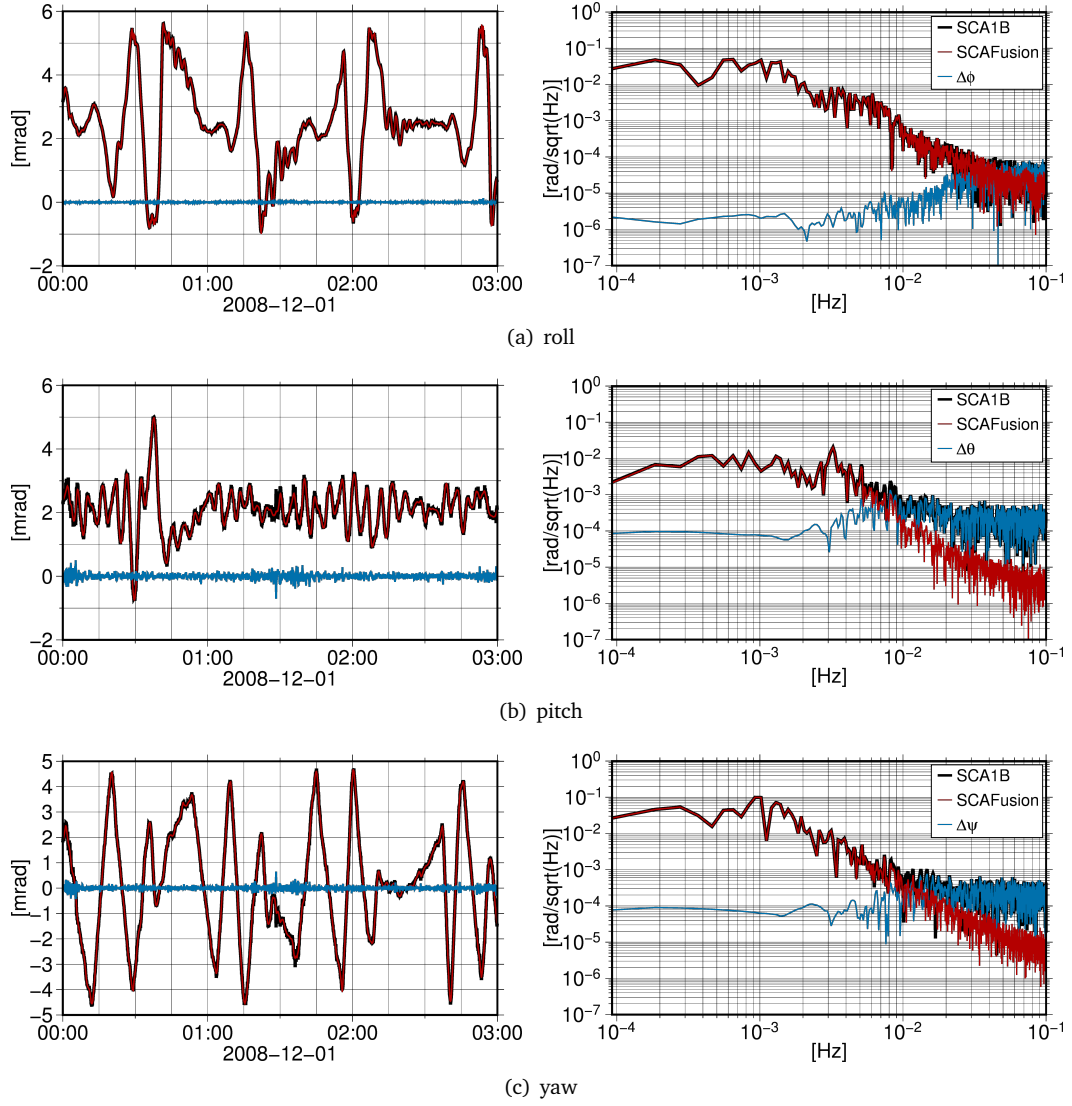 6
4
2
0
−2
[mrad]
00:00 01:00 02:00 03:00
2008−12−01
10⁰
10⁻¹
10⁻²
10⁻³
10⁻⁴
10⁻⁵
10⁻⁶
10⁻⁷
[rad/sqrt(Hz)]
SCA1B
SCAFusion
Δϕ
10⁻⁴ 10⁻³ 10⁻² 10⁻¹
[Hz]
(a) roll
6
4
2
0
−2
[mrad]
00:00 01:00 02:00 03:00
2008−12−01
10⁰
10⁻¹
10⁻²
10⁻³
10⁻⁴
10⁻⁵
10⁻⁶
10⁻⁷
[rad/sqrt(Hz)]
SCA1B
SCAFusion
Δθ
10⁻⁴ 10⁻³ 10⁻² 10⁻¹
[Hz]
(b) pitch
5
4
3
2
1
0
−1
−2
−3
−4
−5
[mrad]
00:00 01:00 02:00 03:00
2008−12−01
10⁰
10⁻¹
10⁻²
10⁻³
10⁻⁴
10⁻⁵
10⁻⁶
10⁻⁷
[rad/sqrt(Hz)]
SCA1B
SCAFusion
Δψ
10⁻⁴ 10⁻³ 10⁻² 10⁻¹
[Hz]
(c) yaw